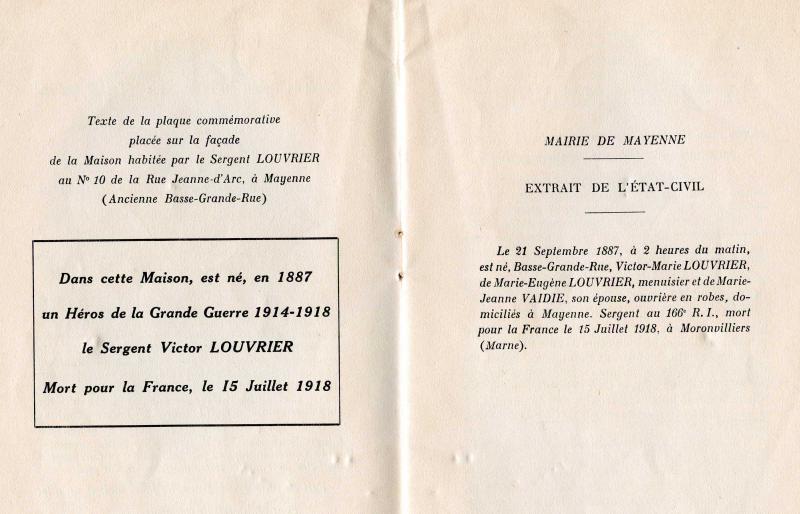 Texte de la plaque commémorative
placée sur la façade
de la Maison habitée par le Sergent LOUVRIER
au Nº 10 de la Rue Jeanne-d'Arc, à Mayenne
(Ancienne Basse-Grande-Rue)
Dans cette Maison, est né, en 1887
un Héros de la Grande Guerre 1914-1918
le Sergent Victor LOUVRIER
Mort pour la France, le 15 Juillet 1918
MAIRIE DE MAYENNE
EXTRAIT DE L'ÉTAT-CIVIL
Le 21 Septembre 1887, à 2 heures du matin,
est né, Basse-Grande-Rue, Victor-Marie LOUVRIER,
de Marie-Eugène LOUVRIER, menuisier et de Marie-
Jeanne VAIDIE, son épouse, ouvrière en robes, do-
miciliés à Mayenne. Sergent au 166e R. I., mort
pour la France le 15 Juillet 1918, à Moronvilliers
(Marne).